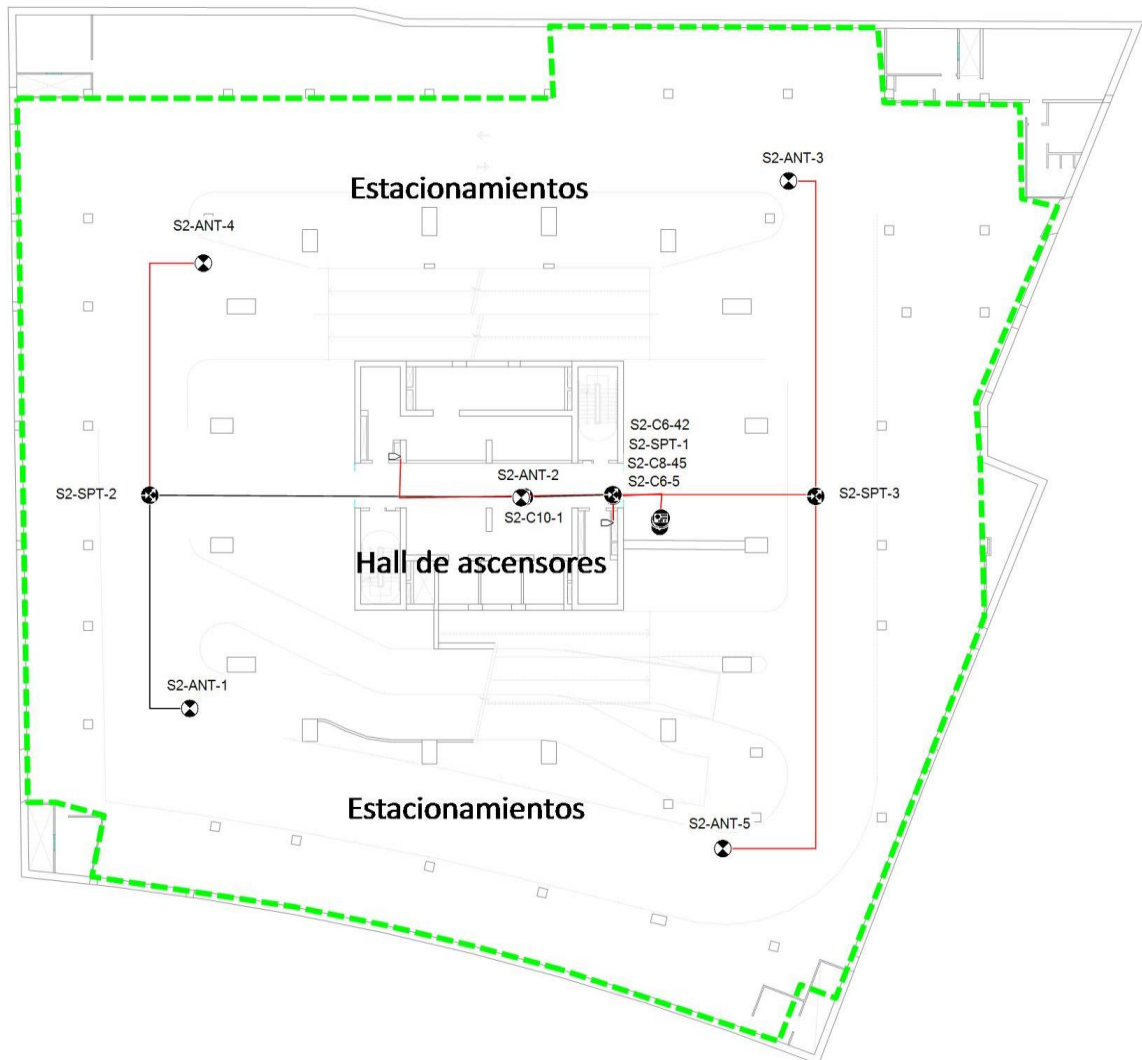 S2-ANT-3
Estacionamientos
S2-ANT-4
S2-C6-42
S2-SPT-1
S2-C8-45
S2-C6-5
S2-ANT-2
S2-SPT-2
S2-SPT-3
S2-C10-1
Hall de ascensores
S2-ANT-1
Estacionamientos
S2-ANT-5